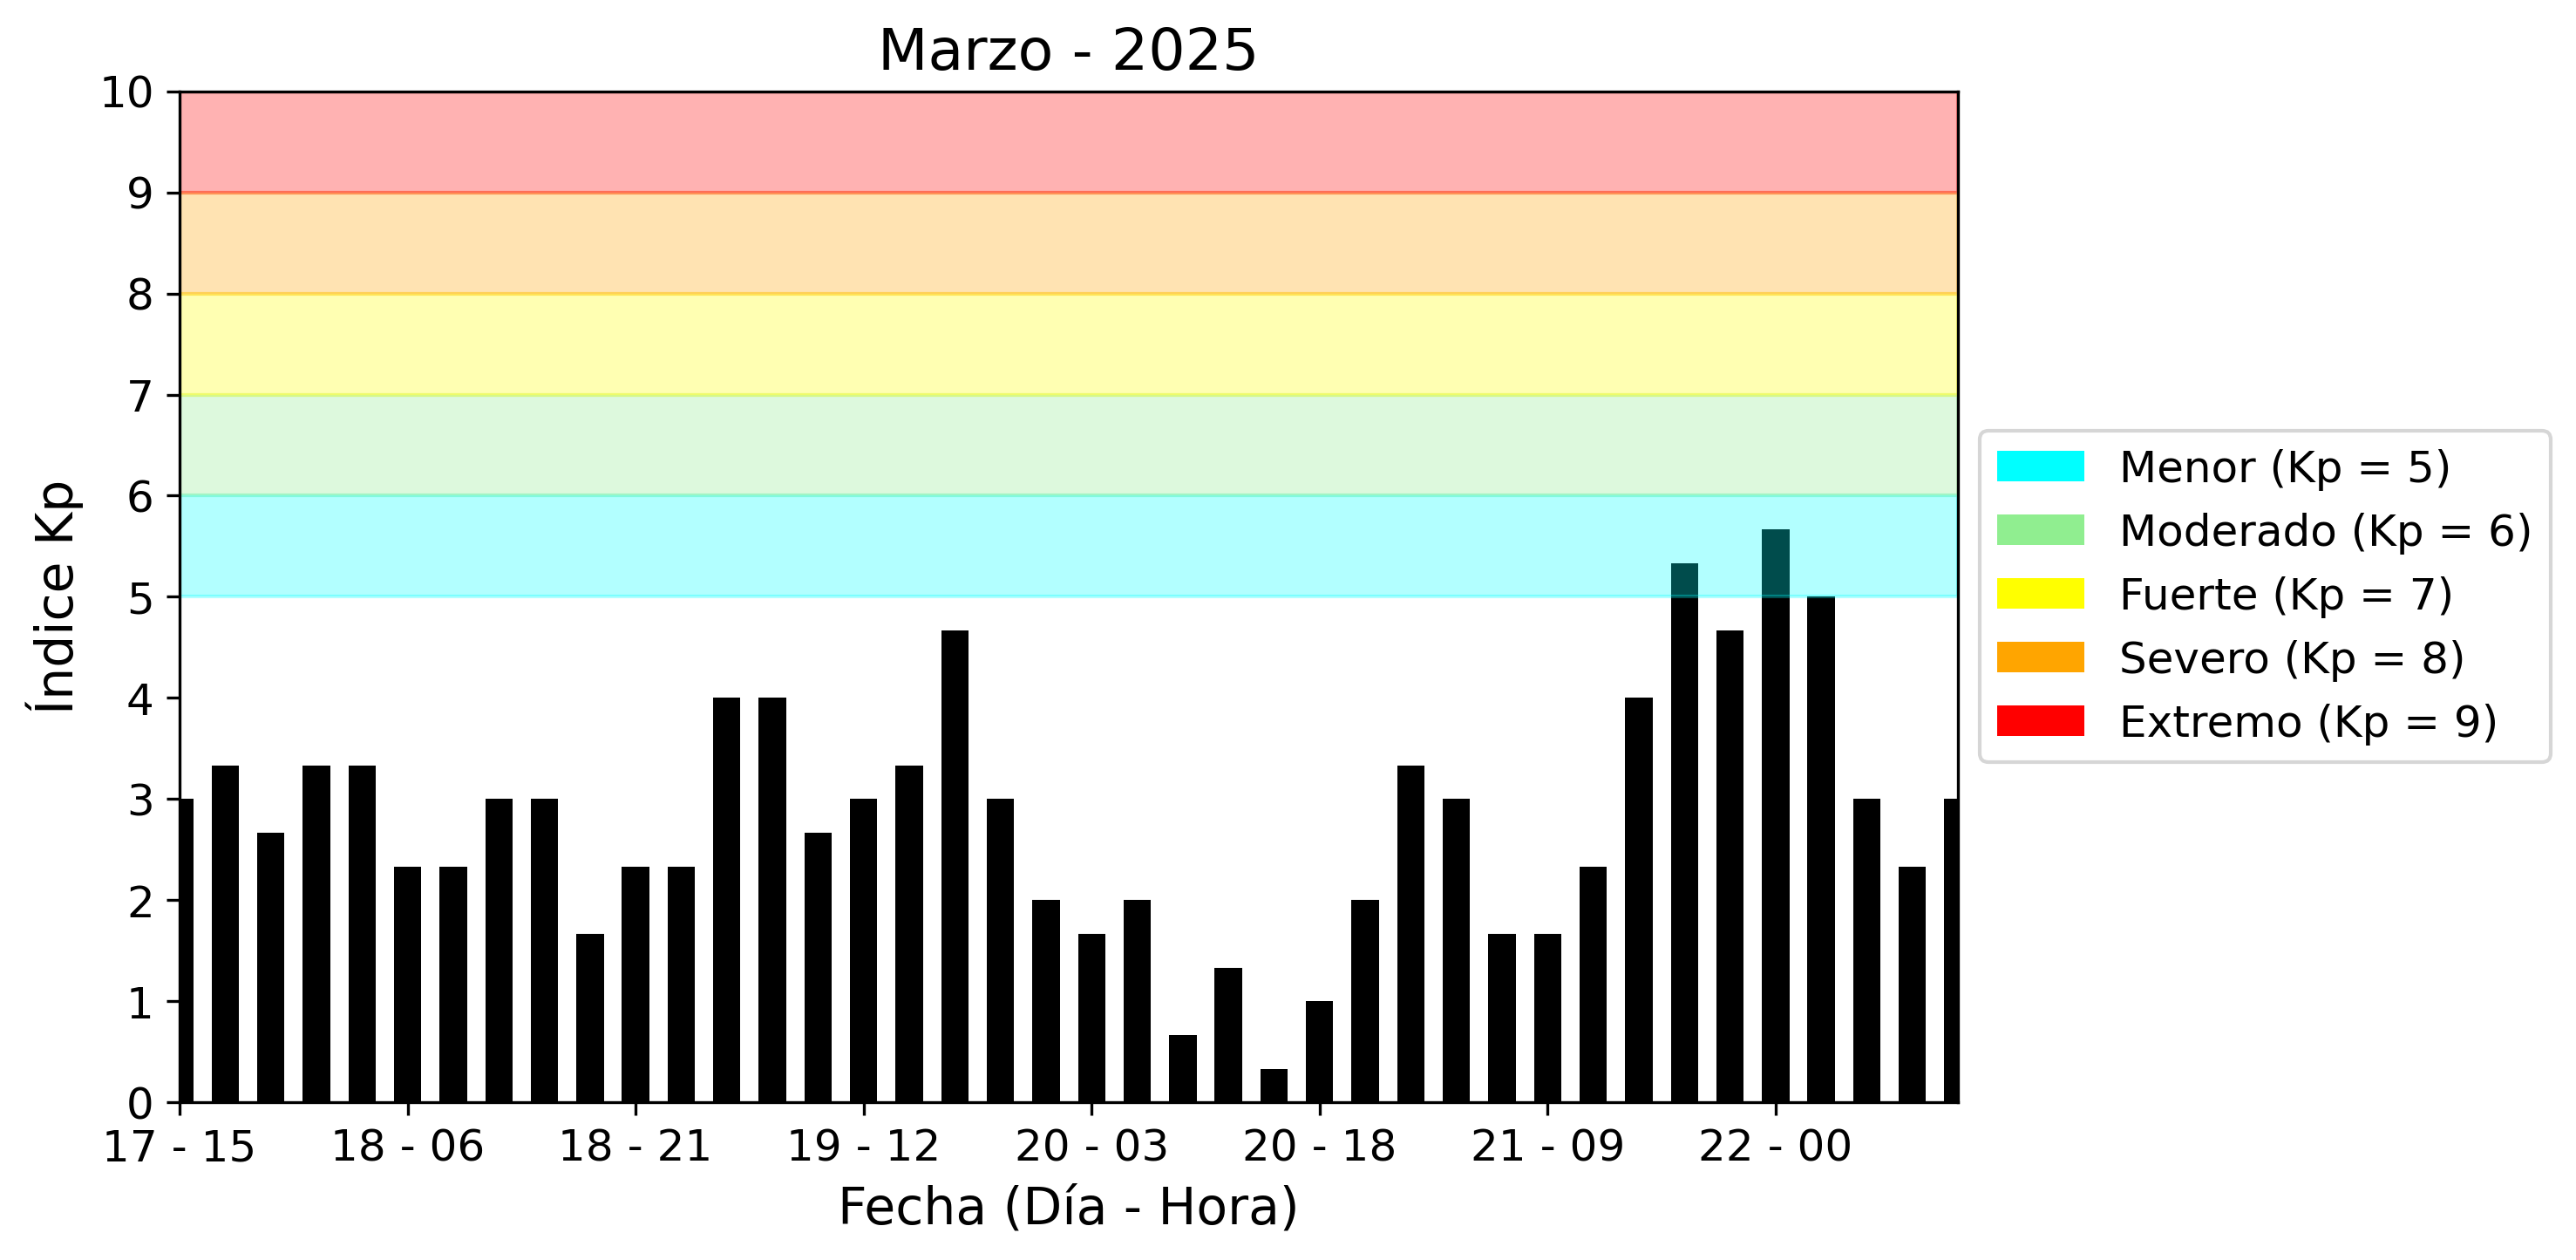 Marzo - 2025
10
9
8
7
6
5
4
3
2
1
0
Índice Kp
17 - 15
18 - 06
18 - 21
19 - 12
20 - 03
20 - 18
21 - 09
22 - 00
Fecha (Día - Hora)
Menor (Kp = 5)
Moderado (Kp = 6)
Fuerte (Kp = 7)
Severo (Kp = 8)
Extremo (Kp = 9)